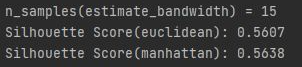 n_samples(estimate_bandwidth) = 15
Silhouette Score(euclidean): 0.5607
Silhouette Score(manhattan): 0.5638